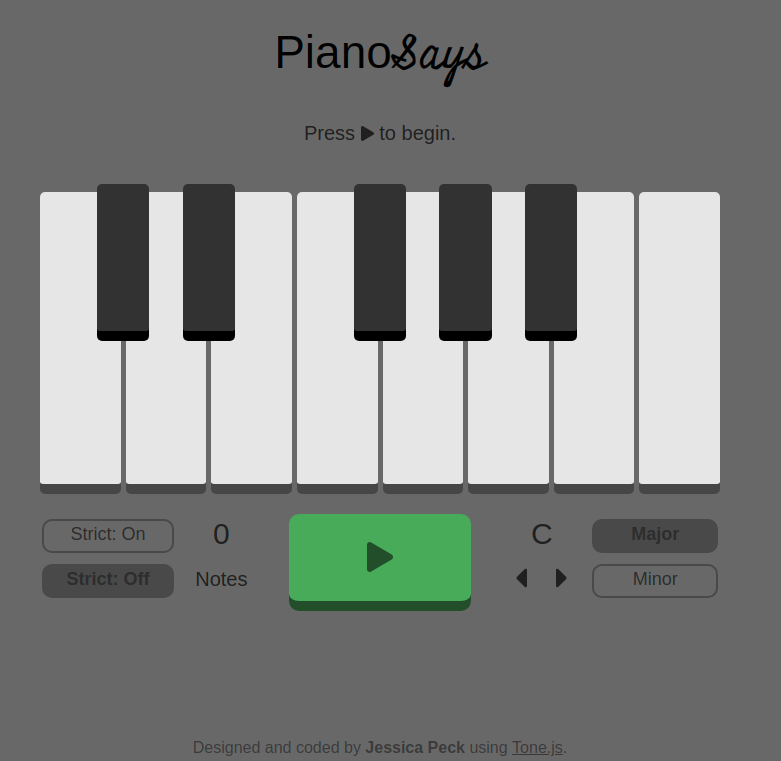 PianoSays
Press ▶ to begin.
Strict: On
0
C
Major
Strict: Off
Notes
Minor
Designed and coded by Jessica Peck using Tone.js.